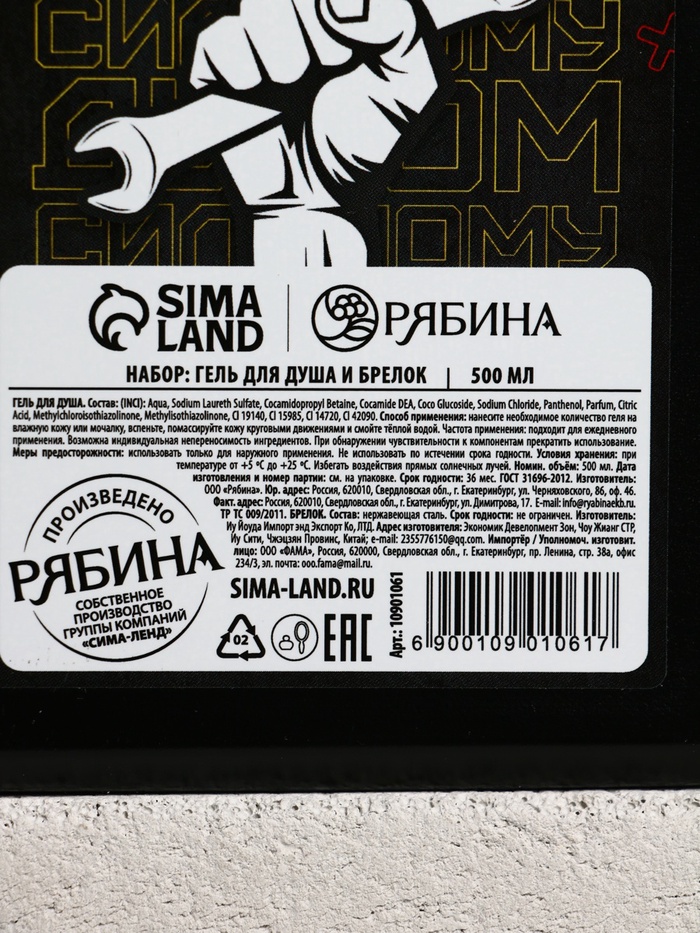 SIMA
LAND
РЯБИНА
НАБОР: ГЕЛЬ ДЛЯ ДУША И БРЕЛОК | 500 МЛ
ГЕЛЬ ДЛЯ ДУША. Состав: (INCI): Aqua, Sodium Laureth Sulfate, Cocamidopropyl Betaine, Cocamide DEA, Coco Glucoside, Sodium Chloride, Panthenol, Parfum, Citric
Acid, Methylchloroisothiazolinone, Methylisothiazolinone, CI 19140, CI 15985, CI 14720, CI 42090. Способ применения: нанесите необходимое количество геля на
влажную кожу или мочалку, вспеньте, помассируйте кожу круговыми движениями и смойте тёплой водой. Частота применения: подходит для ежедневного
применения. Возможна индивидуальная непереносимость ингредиентов. При обнаружении чувствительности к компонентам прекратить использование.
Меры предосторожности: использовать только для наружного применения. Не использовать по истечении срока годности. Условия хранения: при
температуре от +5 °С до +25 °С. Избегать воздействия прямых солнечных лучей. Номин. объём: 500 мл. Дата
изготовления и номер партии: см. на упаковке. Срок годности: 36 мес. ГОСТ 31696-2012. Изготовитель:
ООО «Рябина». Юр. адрес: Россия, 620010, Свердловская обл., г. Екатеринбург, ул. Черняховского, 86, оф. 46.
Факт. адрес: Россия, 620010, Свердловская обл., г. Екатеринбург, ул. Димитрова, 17. E-mail: info@ryabinaekb.ru.
ТР ТС 009/2011. БРЕЛОК. Состав: нержавеющая сталь. Срок годности: не ограничен. Изготовитель:
Иу Йоуда Импорт энд Экспорт Ко, ЛТД. Адрес изготовителя: Экономик Девелопмент Зон, Чоу Жианг СТР,
Иу Сити, Чжэцзян Провинс, Китай; e-mail: 2355776150@qq.com. Импортёр / Уполномоч. изготовит.
лицо: ООО «ФАМА», Россия, 620000, Свердловская обл., г. Екатеринбург, пр. Ленина, стр. 38а, офис
234/3, эл. почта: ooo.fama@mail.ru.
ПРОИЗВЕДЕНО
РЯБИНА
СОБСТВЕННОЕ
ПРОИЗВОДСТВО
ГРУППЫ КОМПАНИЙ
«СИМА-ЛЕНД»
SIMA-LAND.RU
02
EAC
Арт.: 10901061
6 900109 010617